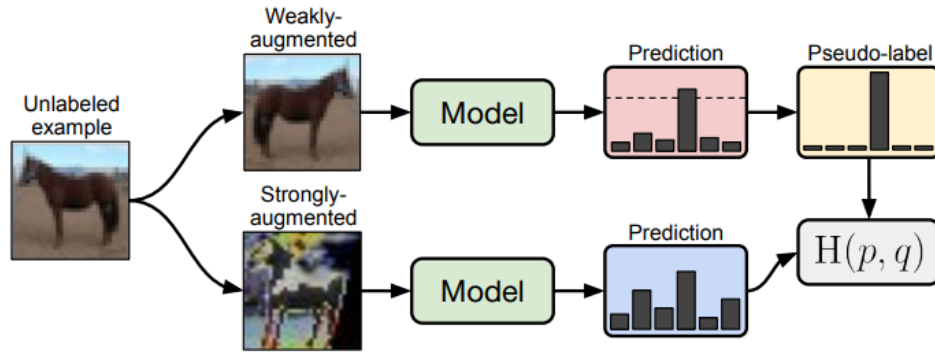 Unlabeled
example
Weakly-
augmented
Model
Prediction
Pseudo-label
Strongly-
augmented
Model
Prediction
H(p, q)